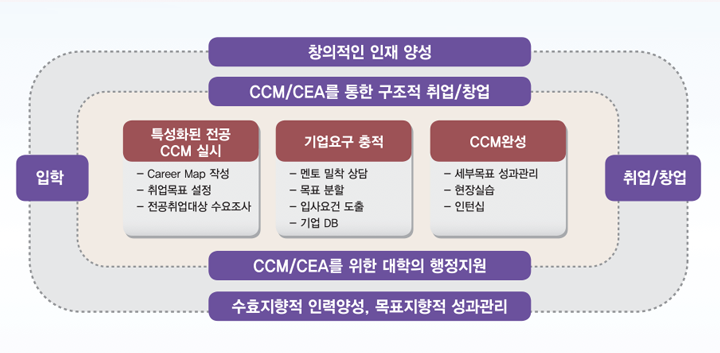 창의적인 인재 양성
CCM/CEA를 통한 구조적 취업/창업
입학
특성화된 전공
CCM 실시
– Career Map 작성
– 취업목표 설정
– 전공취업대상 수요조사
기업요구 충적
– 멘토 밀착 상담
– 목표 분할
– 입사요건 도출
– 기업 DB
CCM완성
– 세부목표 성과관리
– 현장실습
– 인턴십
취업/창업
CCM/CEA를 위한 대학의 행정지원
수효지향적 인력양성, 목표지향적 성과관리